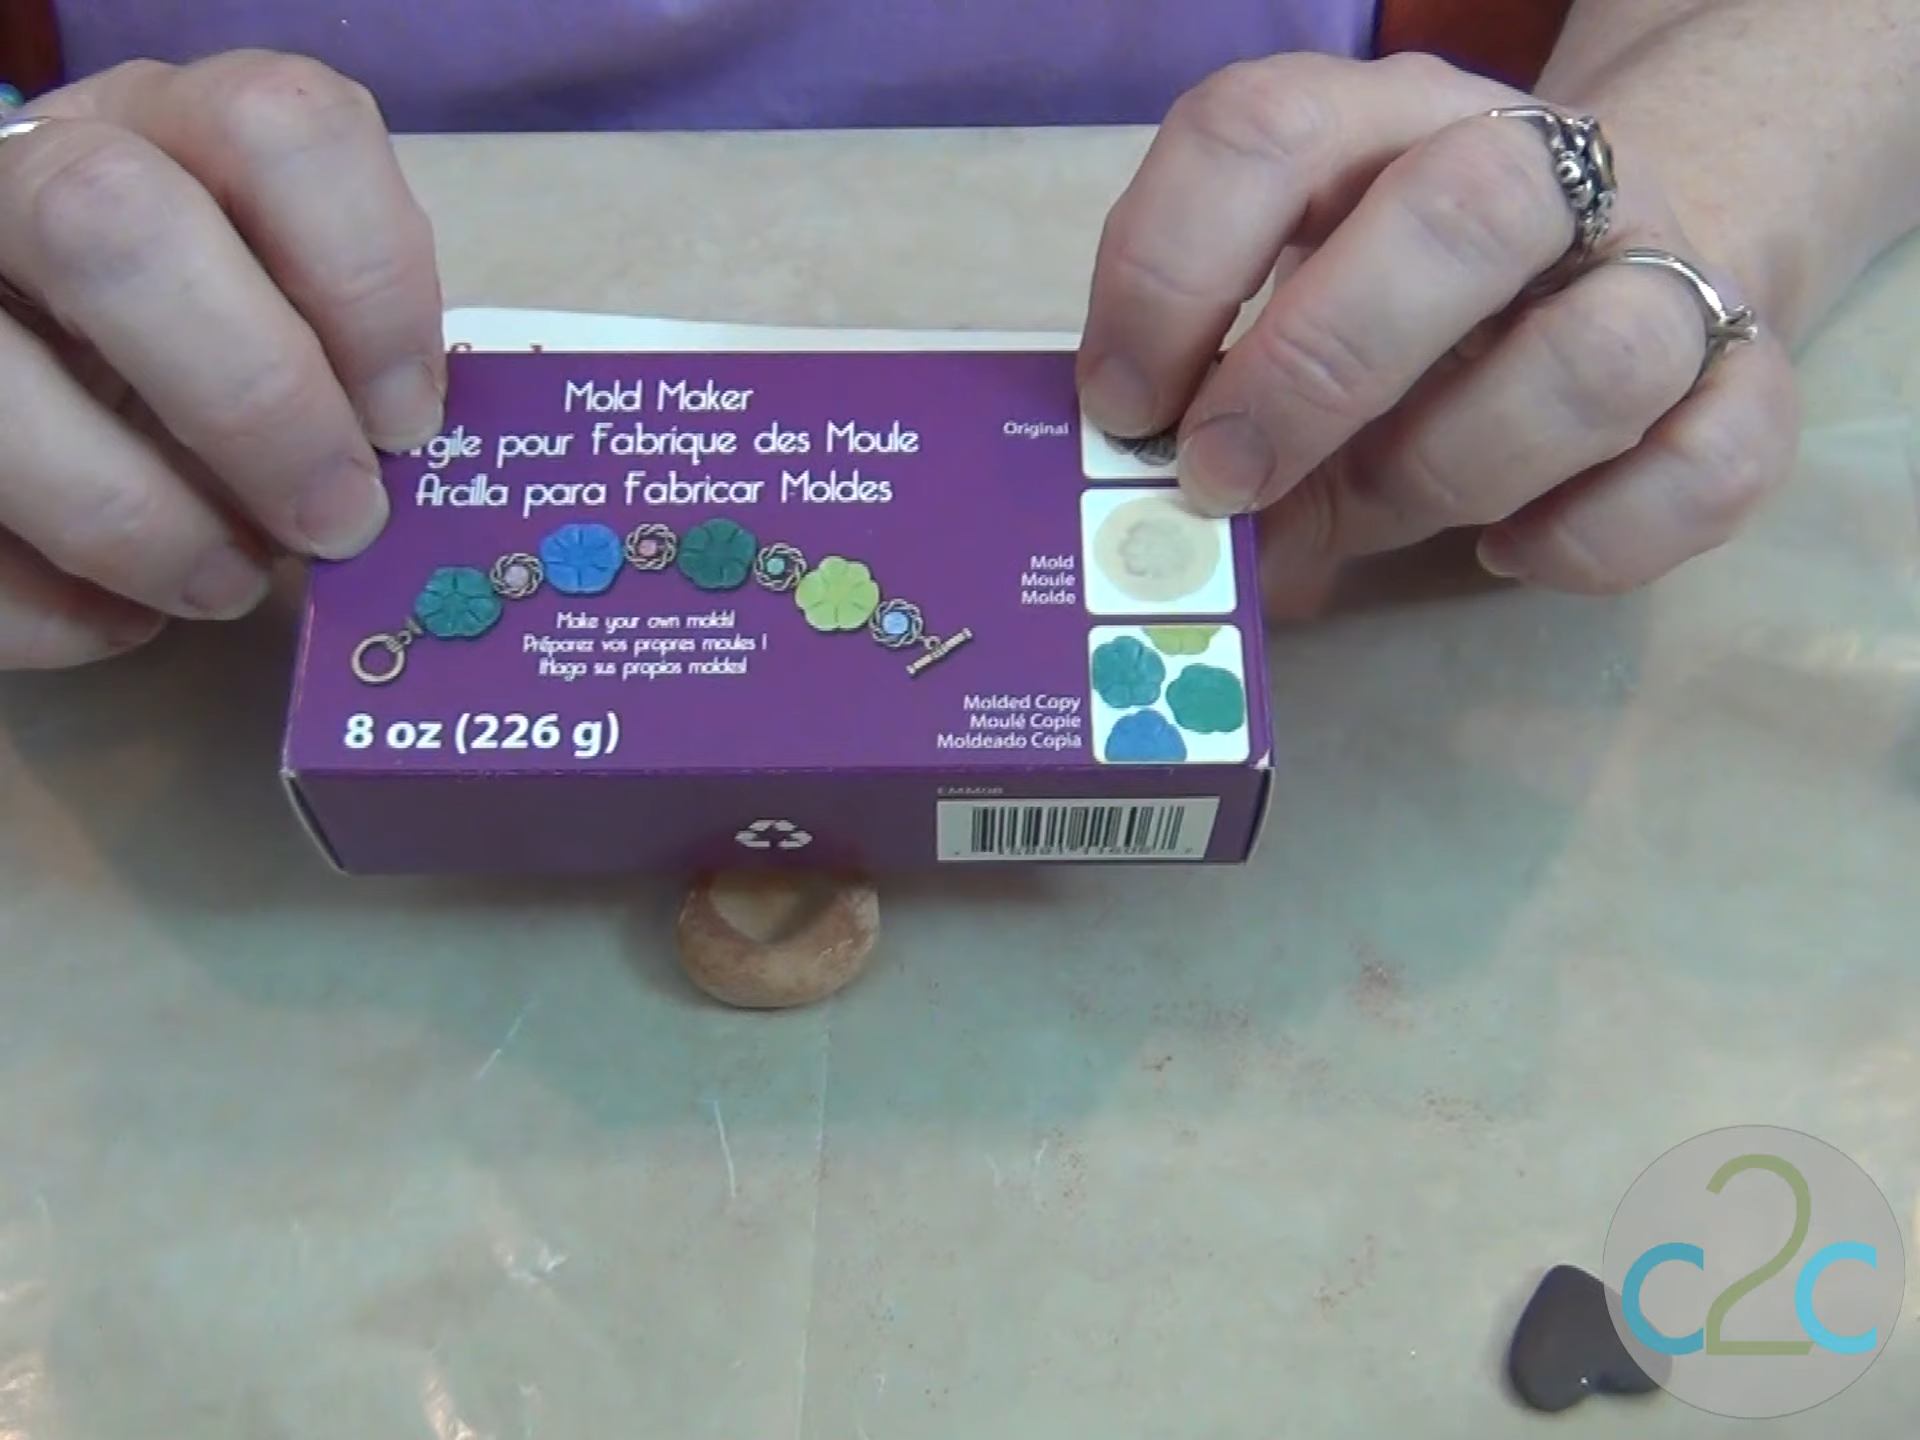 Mold Maker
gile pour Fabrique des Moule
Arcilla para Fabricar Moldes
Make your own molds!
Préparez vos propres moules !
¡Haga sus propios moldes!
8 oz (226 g)
Original
Mold
Moule
Molde
Molded Copy
Moulé Copie
Moldeado Copia
EMM08
c2c